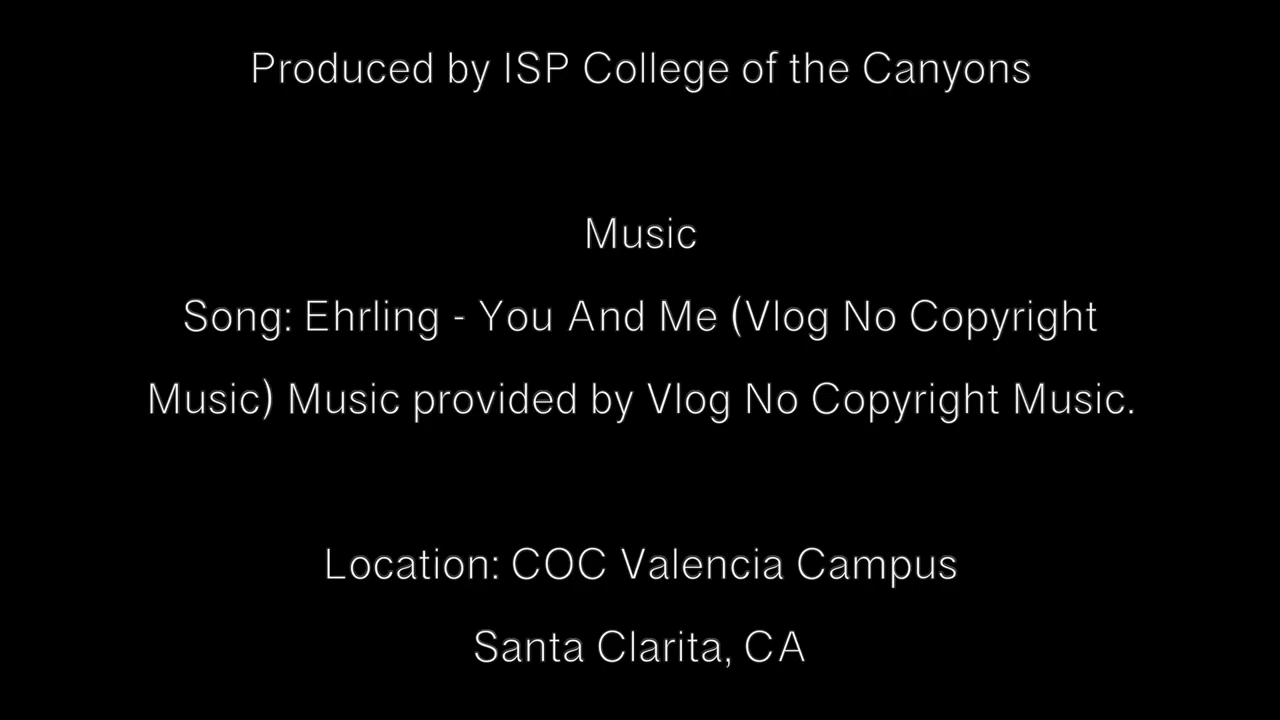 Produced by ISP College of the Canyons
Music
Song: Ehrling - You And Me (Vlog No Copyright
Music) Music provided by Vlog No Copyright Music.
Location: COC Valencia Campus
Santa Clarita, CA